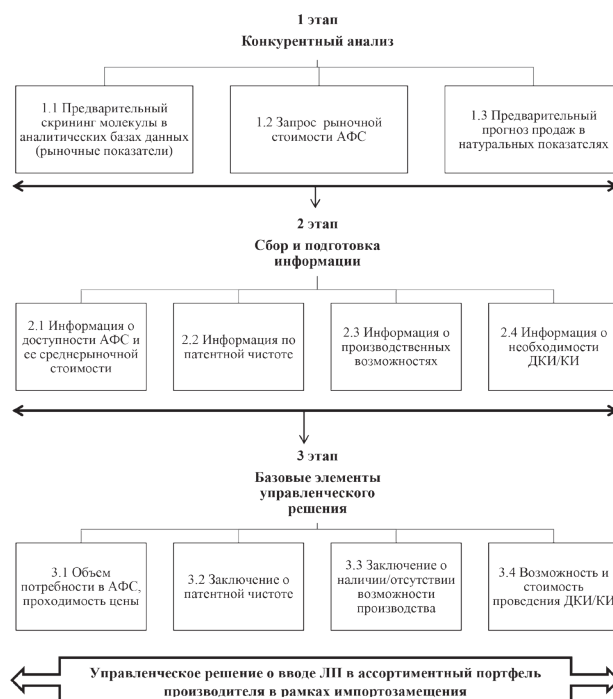 1 этап
Конкурентный анализ
1.1 Предварительный
скрининг молекулы в
аналитических базах данных
(рыночные показатели)
1.2 Запрос рыночной
стоимости АФС
1.3 Предварительный
прогноз продаж в
натуральных показателях
2 этап
Сбор и подготовка
информации
2.1 Информация о
доступности АФС и
ее среднерыночной
стоимости
2.2 Информация по
патентной чистоте
2.3 Информация о
производственных
возможностях
2.4 Информация о
необходимости
ДКИ/КИ
3 этап
Базовые элементы
управленческого
решения
3.1 Объем
потребности в АФС,
проходимость цены
3.2 Заключение о
патентной чистоте
3.3 Заключение о
наличии/отсутствии
возможности
производства
3.4 Возможность и
стоимость
проведения ДКИ/КИ
Управленческое решение о вводе ЛП в ассортиментный портфель
производителя в рамках импортозамещения